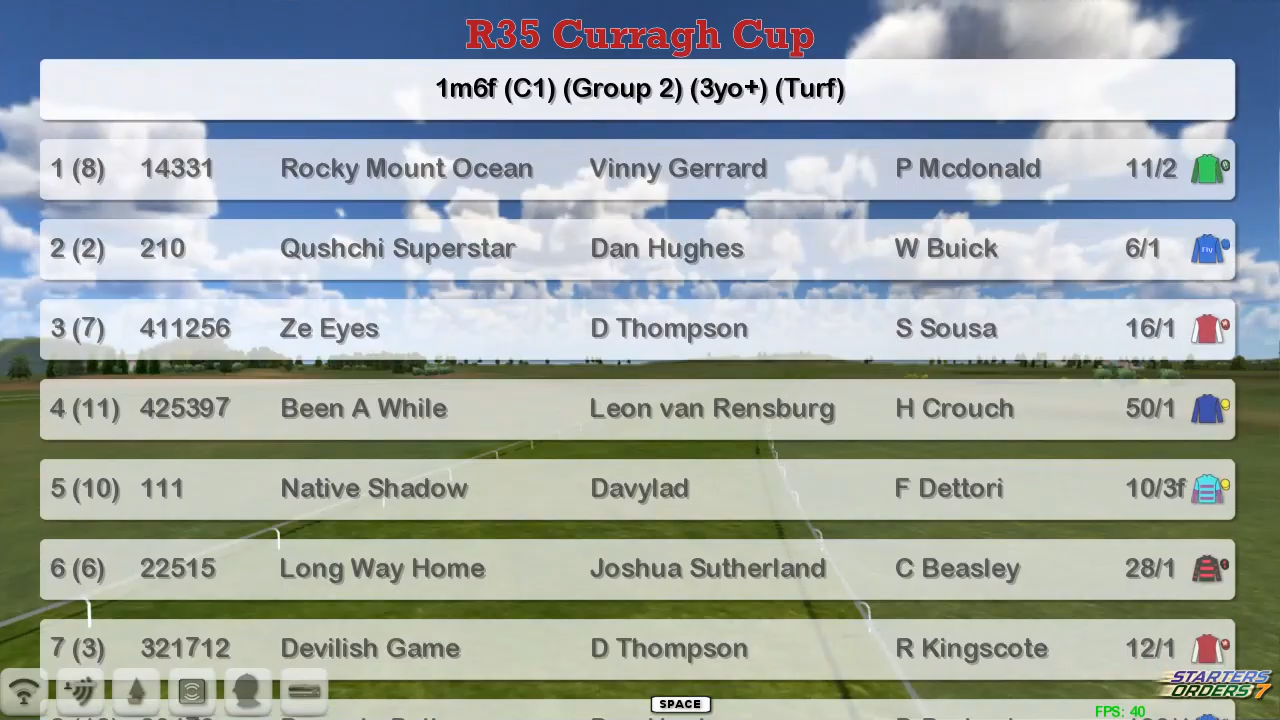 R35 Curragh Cup
1m6f (C1) (Group 2) (3yo+) (Turf)
1 (8) 14331 Rocky Mount Ocean Vinny Gerrard P Mcdonald 11/2
2 (2) 210 Qushchi Superstar Dan Hughes W Buick 6/1
Fly
3 (7) 411256 Ze Eyes D Thompson S Sousa 16/1
4 (11) 425397 Been A While Leon van Rensburg H Crouch 50/1
5 (10) 111 Native Shadow Davylad F Dettori 10/3f
6 (6) 22515 Long Way Home Joshua Sutherland C Beasley 28/1
7 (3) 321712 Devilish Game D Thompson R Kingscote 12/1
STARTERS
ORDERS 7
SPACE
FPS: 40